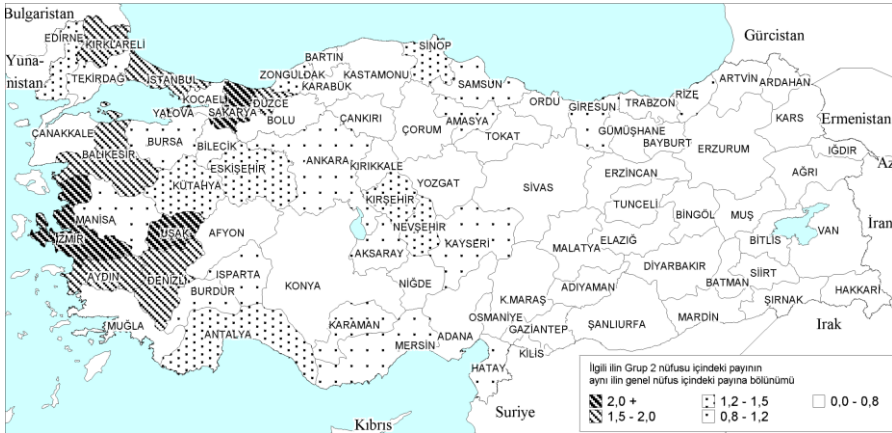 Bulgaristan
Yuna-
nistan
Gürcistan
Ermenistan
Az
İran
Irak
Suriye
Kıbrıs
EDİRNE
KIRKLARELİ
TEKİRDAĞ
İSTANBUL
KOCAELİ
YALOVA
SAKARYA
DÜZCE
BOLU
ZONGULDAK
BARTIN
KARABÜK
KASTAMONU
SİNOP
SAMSUN
ORDU
GİRESUN
TRABZON
RİZE
ARTVİN
ARDAHAN
KARS
IĞDIR
AĞRI
ERZURUM
BAYBURT
GÜMÜŞHANE
ERZİNCAN
TOKAT
AMASYA
ÇORUM
ÇANKIRI
KIRIKKALE
ANKARA
ESKİŞEHİR
BİLECİK
BURSA
ÇANAKKALE
BALIKESİR
KÜTAHYA
MANİSA
İZMİR
UŞAK
AFYON
AYDIN
DENİZLİ
MUĞLA
BURDUR
ISPARTA
ANTALYA
KONYA
KARAMAN
MERSİN
NİĞDE
AKSARAY
NEVŞEHİR
KIRŞEHİR
YOZGAT
KAYSERİ
SİVAS
ADANA
OSMANİYE
HATAY
K.MARAŞ
GAZİANTEP
KİLİS
ADIYAMAN
ŞANLIURFA
MALATYA
ELAZIĞ
TUNCELİ
BİNGÖL
MUŞ
BİTLİS
VAN
DİYARBAKIR
BATMAN
SİİRT
MARDİN
ŞIRNAK
HAKKARİ
İlgili ilin Grup 2 nüfusu içindeki payının
aynı ilin genel nüfus içindeki payına bölünümü
2,0 + 1,2 - 1,5 0,0 - 0,8
1,5 - 2,0 0,8 - 1,2